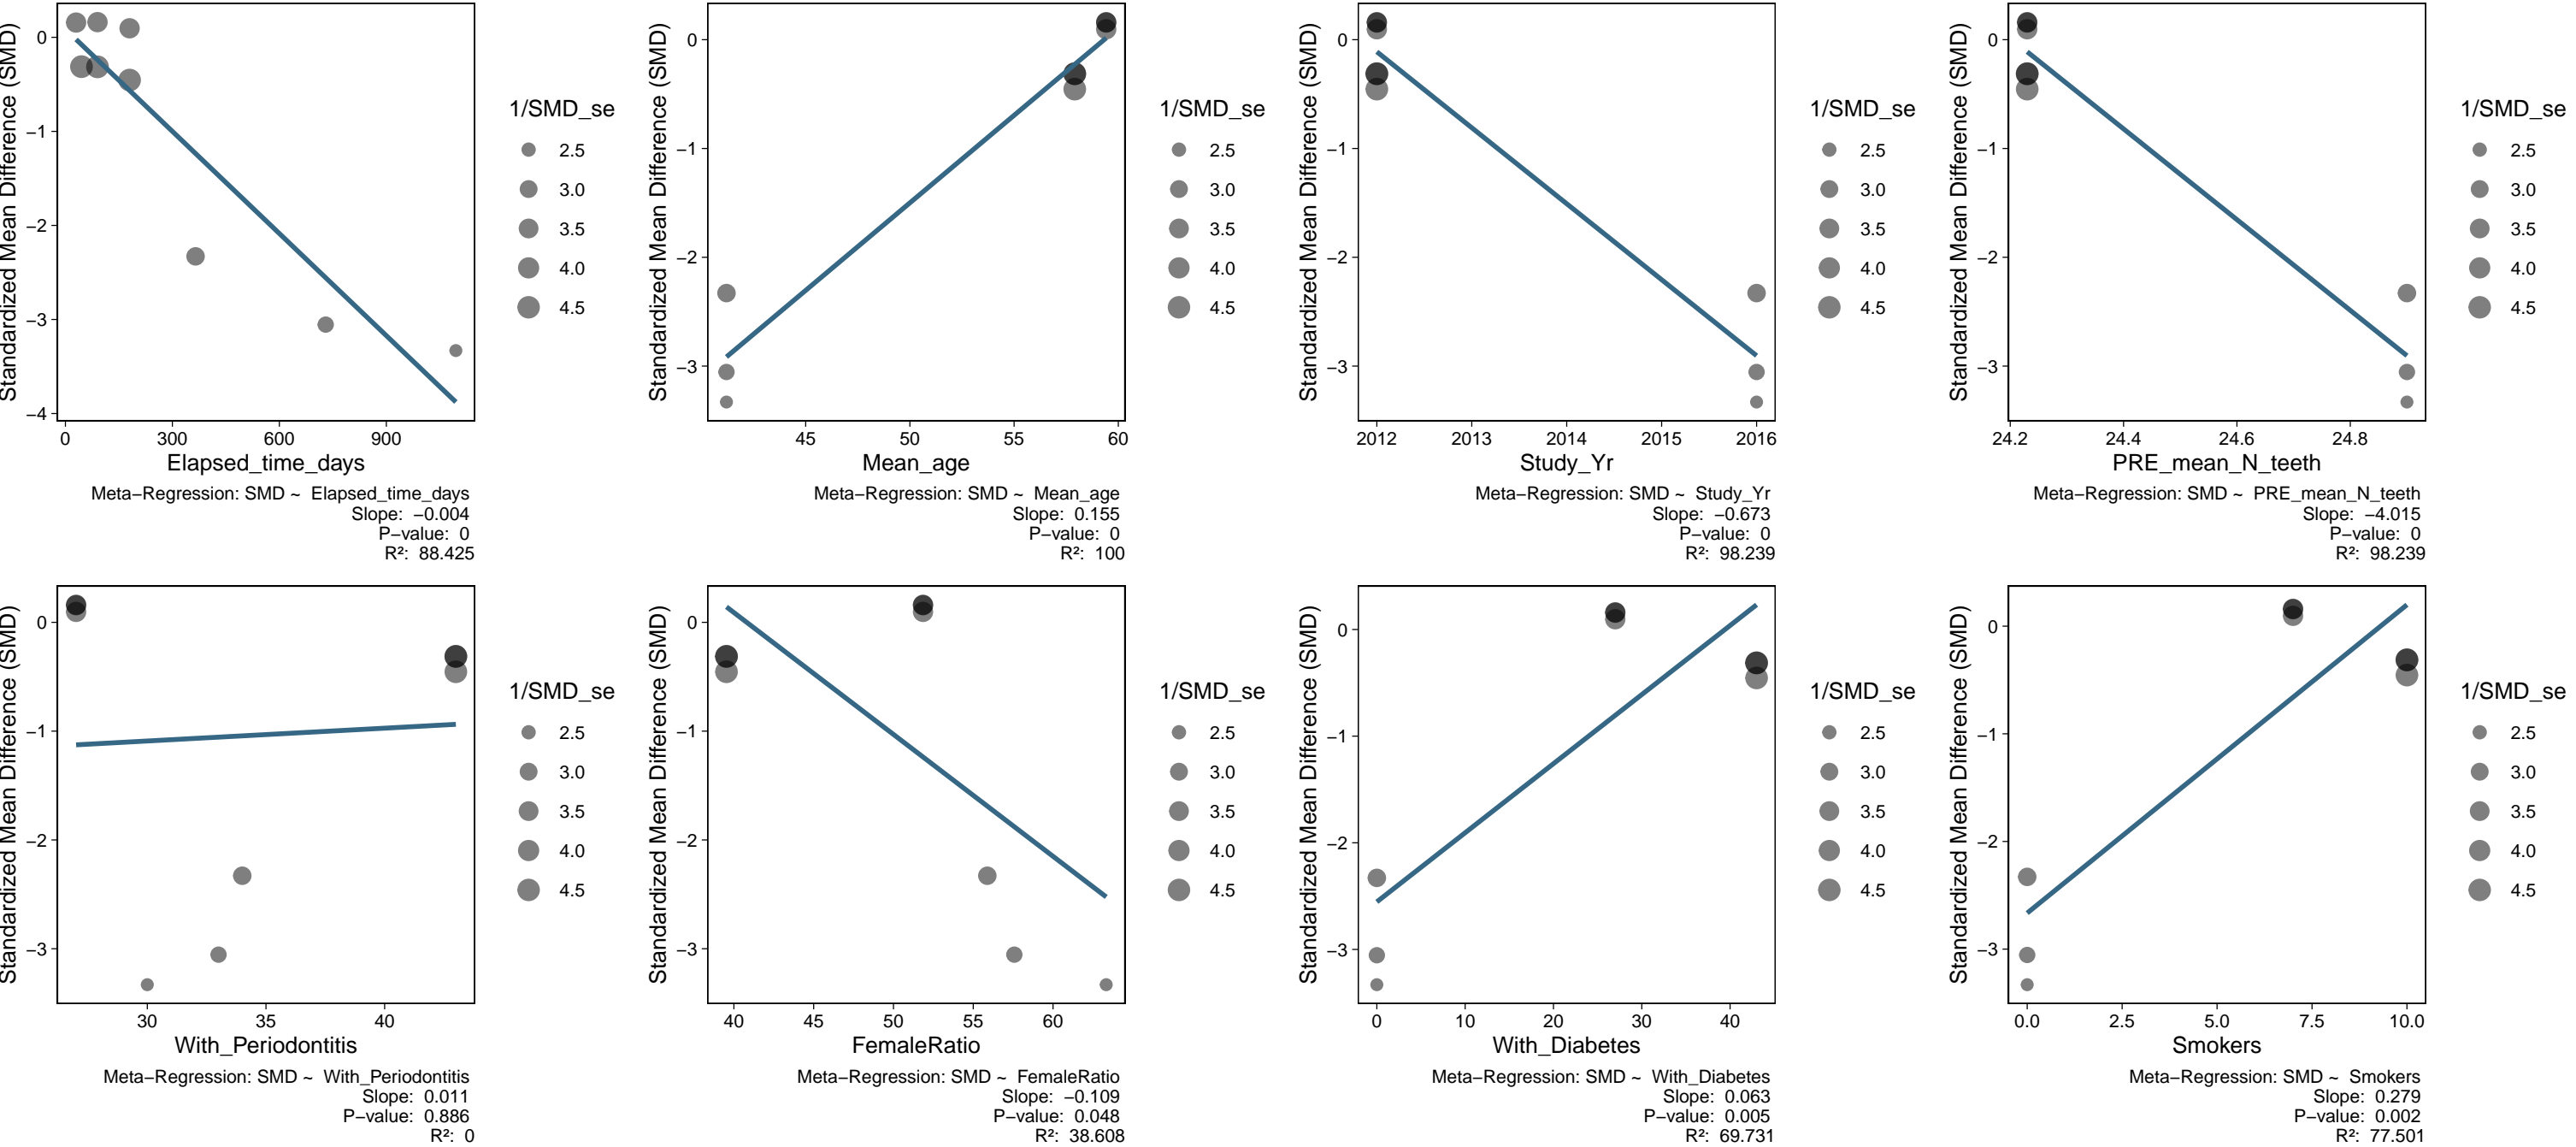 Standardized Mean Difference (SMD)
0
−1
−2
−3
−4
0 300 600 900
Elapsed_time_days
Meta−Regression: SMD ~ Elapsed_time_days
Slope: −0.004
P−value: 0
R²: 88.425
1/SMD_se
2.5
3.0
3.5
4.0
4.5
Standardized Mean Difference (SMD)
0
−1
−2
−3
45 50 55 60
Mean_age
Meta−Regression: SMD ~ Mean_age
Slope: 0.155
P−value: 0
R²: 100
1/SMD_se
2.5
3.0
3.5
4.0
4.5
Standardized Mean Difference (SMD)
0
−1
−2
−3
2012 2013 2014 2015 2016
Study_Yr
Meta−Regression: SMD ~ Study_Yr
Slope: −0.673
P−value: 0
R²: 98.239
1/SMD_se
2.5
3.0
3.5
4.0
4.5
Standardized Mean Difference (SMD)
0
−1
−2
−3
24.2 24.4 24.6 24.8
PRE_mean_N_teeth
Meta−Regression: SMD ~ PRE_mean_N_teeth
Slope: −4.015
P−value: 0
R²: 98.239
1/SMD_se
2.5
3.0
3.5
4.0
4.5
Standardized Mean Difference (SMD)
0
−1
−2
−3
30 35 40
With_Periodontitis
Meta−Regression: SMD ~ With_Periodontitis
Slope: 0.011
P−value: 0.886
R²: 0
1/SMD_se
2.5
3.0
3.5
4.0
4.5
Standardized Mean Difference (SMD)
0
−1
−2
−3
40 45 50 55 60
FemaleRatio
Meta−Regression: SMD ~ FemaleRatio
Slope: −0.109
P−value: 0.048
R²: 38.608
1/SMD_se
2.5
3.0
3.5
4.0
4.5
Standardized Mean Difference (SMD)
0
−1
−2
−3
0 10 20 30 40
With_Diabetes
Meta−Regression: SMD ~ With_Diabetes
Slope: 0.063
P−value: 0.005
R²: 69.731
1/SMD_se
2.5
3.0
3.5
4.0
4.5
Standardized Mean Difference (SMD)
0
−1
−2
−3
0.0 2.5 5.0 7.5 10.0
Smokers
Meta−Regression: SMD ~ Smokers
Slope: 0.279
P−value: 0.002
R²: 77.501
1/SMD_se
2.5
3.0
3.5
4.0
4.5